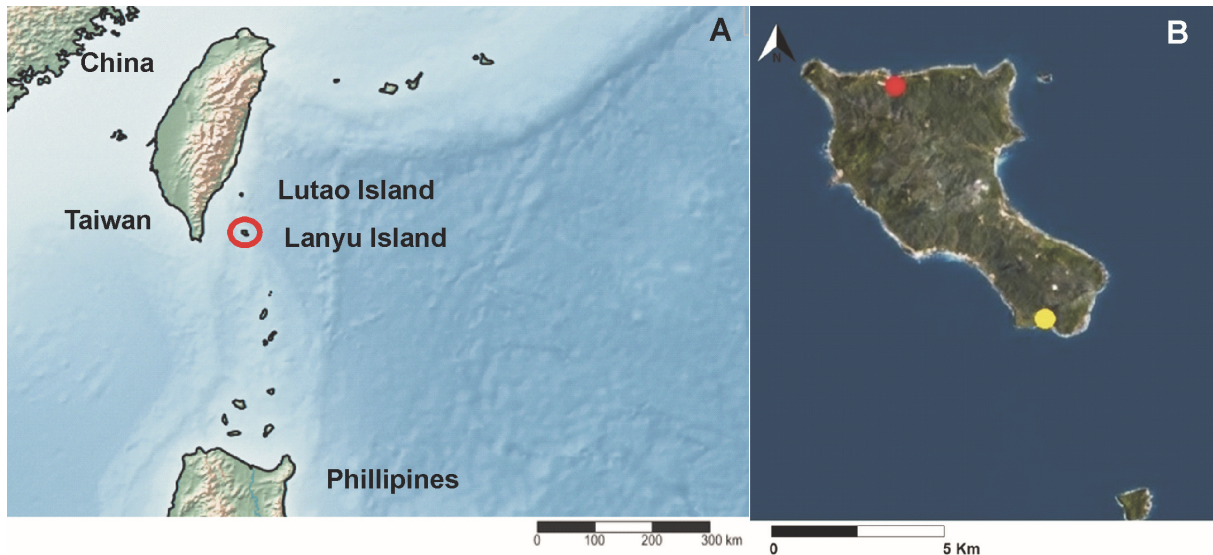 A
China
Lutao Island
Taiwan
Lanyu Island
Phillipines
0 100 200 300 km
B
N
0 5 Km